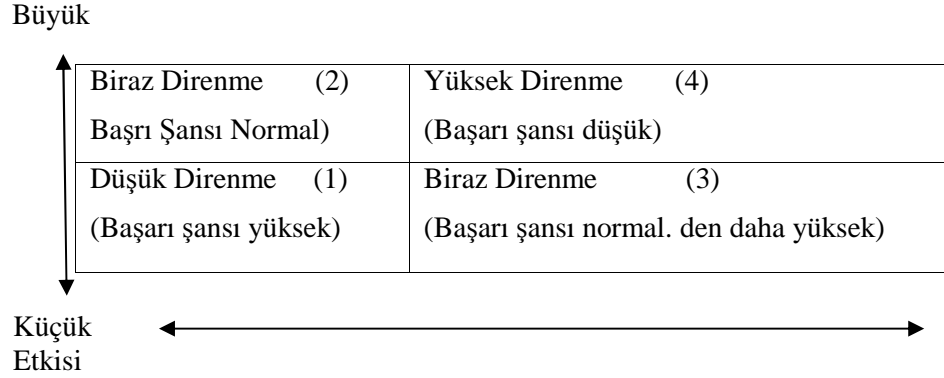 Büyük
Biraz Direnme (2)
Başrı Şansı Normal)
Yüksek Direnme (4)
(Başarı şansı düşük)
Düşük Direnme (1)
(Başarı şansı yüksek)
Biraz Direnme (3)
(Başarı şansı normal. den daha yüksek)
Küçük
Etkisi